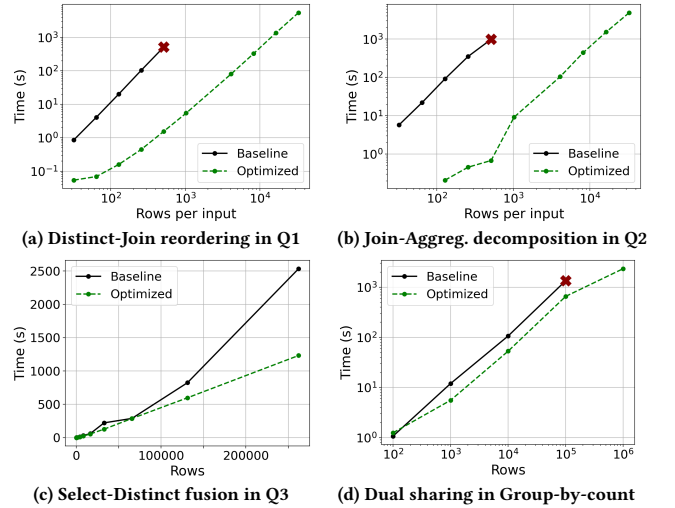 10³
10²
10¹
10⁰
10⁻¹
Time (s)
Baseline
Optimized
10² 10³ 10⁴
Rows per input
(a) Distinct-Join reordering in Q1
10³
10²
10¹
10⁰
Time (s)
Baseline
Optimized
10² 10³ 10⁴
Rows per input
(b) Join-Aggreg. decomposition in Q2
2500
2000
1500
1000
500
0
Time (s)
Baseline
Optimized
0 100000 200000
Rows
(c) Select-Distinct fusion in Q3
10³
10²
10¹
10⁰
Time (s)
Baseline
Optimized
10² 10³ 10⁴ 10⁵ 10⁶
Rows
(d) Dual sharing in Group-by-count